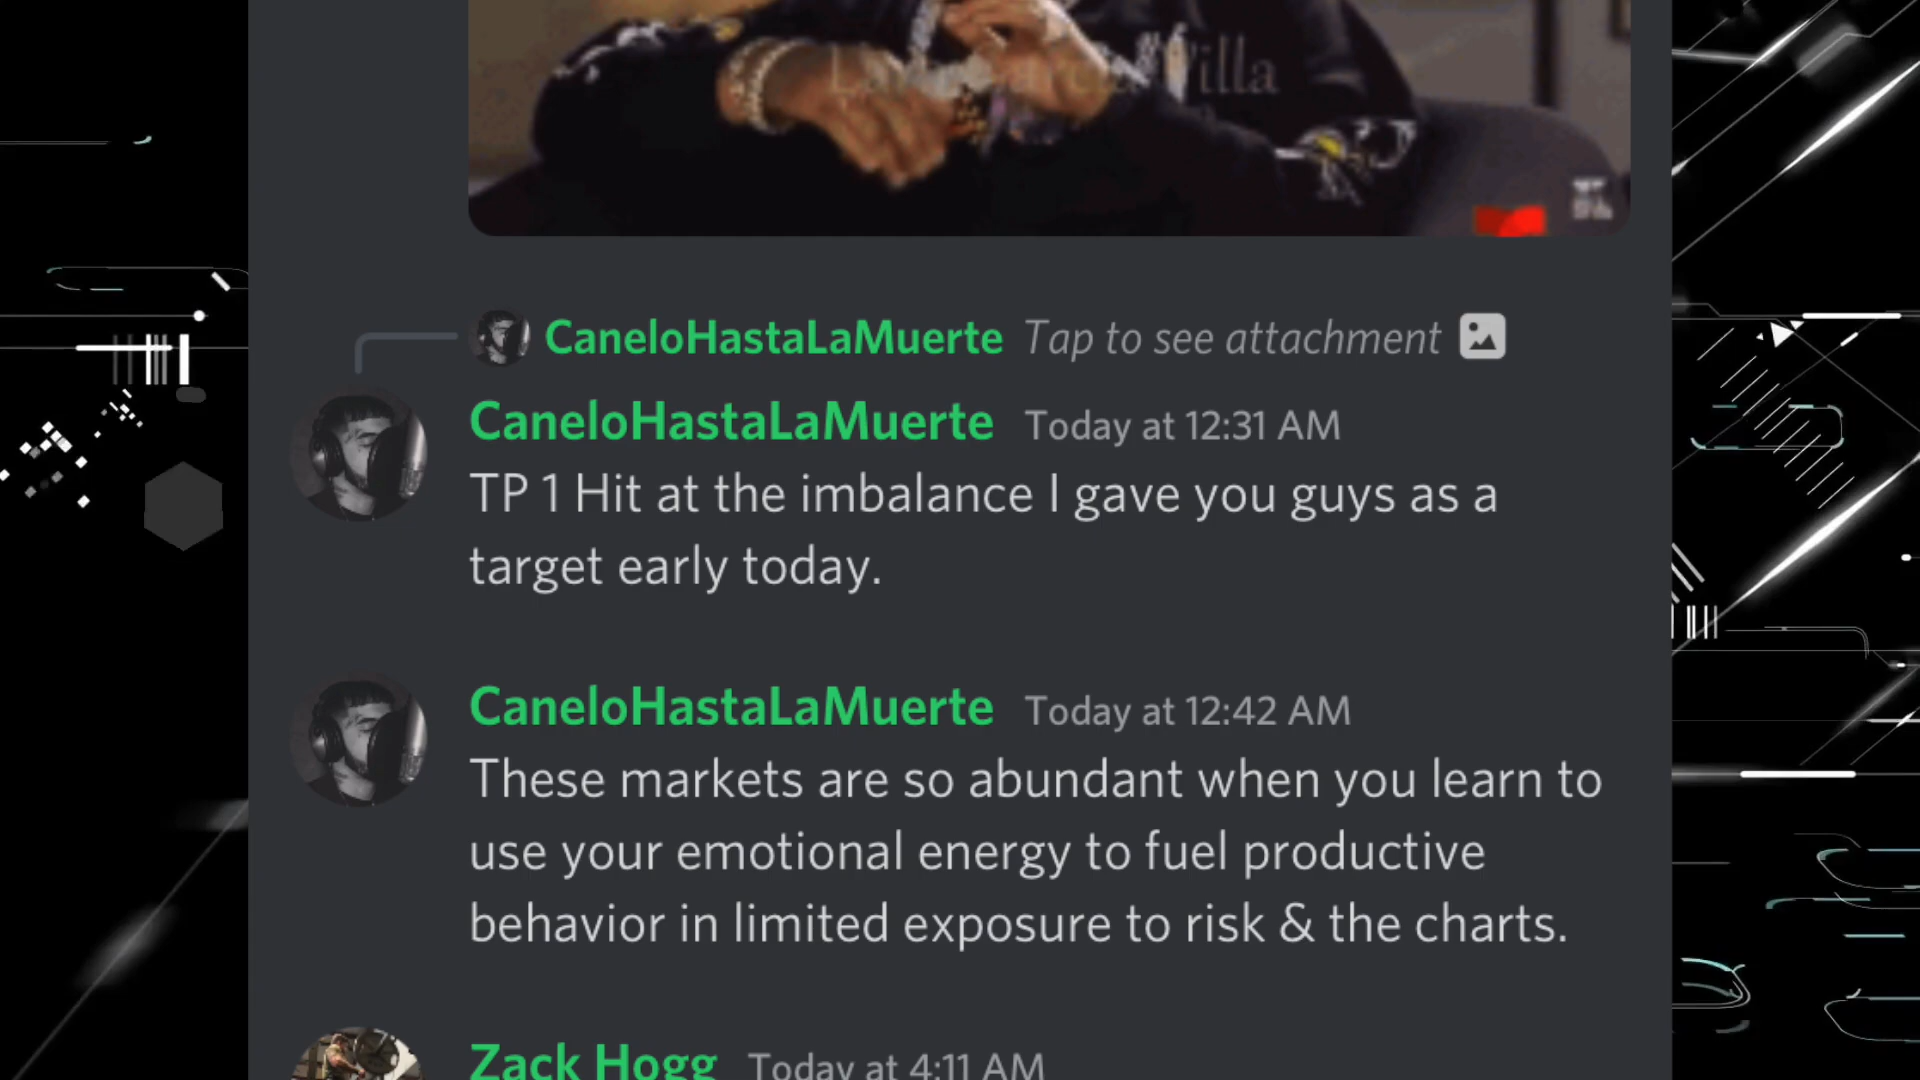 CaneloHastaLaMuerte Tap to see attachment
CaneloHastaLaMuerte Today at 12:31 AM
TP 1 Hit at the imbalance I gave you guys as a
target early today.
CaneloHastaLaMuerte Today at 12:42 AM
These markets are so abundant when you learn to
use your emotional energy to fuel productive
behavior in limited exposure to risk & the charts.
Zack Hogg Today at 4:11 AM